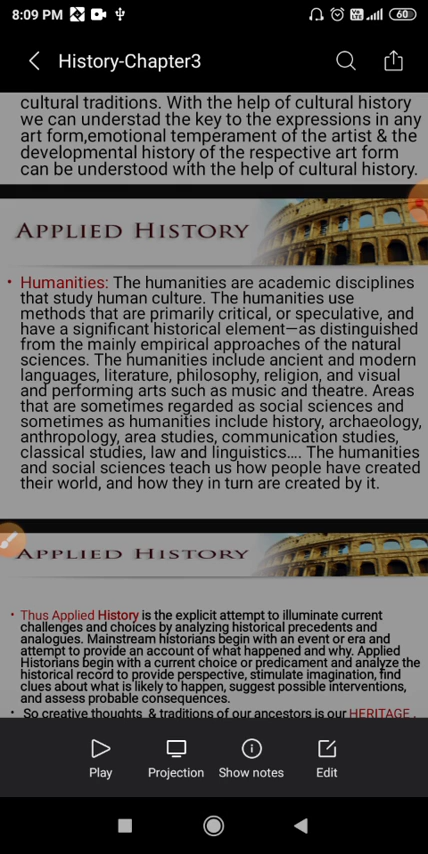 8:09 PM
60
History-Chapter3
cultural traditions. With the help of cultural history
we can understad the key to the expressions in any
art form,emotional temperament of the artist & the
developmental history of the respective art form
can be understood with the help of cultural history.
APPLIED HISTORY
• Humanities: The humanities are academic disciplines
that study human culture. The humanities use
methods that are primarily critical, or speculative, and
have a significant historical element—as distinguished
from the mainly empirical approaches of the natural
sciences. The humanities include ancient and modern
languages, literature, philosophy, religion, and visual
and performing arts such as music and theatre. Areas
that are sometimes regarded as social sciences and
sometimes as humanities include history, archaeology,
anthropology, area studies, communication studies,
classical studies, law and linguistics.... The humanities
and social sciences teach us how people have created
their world, and how they in turn are created by it.
APPLIED HISTORY
• Thus Applied History is the explicit attempt to illuminate current
challenges and choices by analyzing historical precedents and
analogues. Mainstream historians begin with an event or era and
attempt to provide an account of what happened and why. Applied
Historians begin with a current choice or predicament and analyze the
historical record to provide perspective, stimulate imagination, find
clues about what is likely to happen, suggest possible interventions,
and assess probable consequences.
• So creative thoughts & traditions of our ancestors is our HERITAGE .
Play Projection Show notes Edit